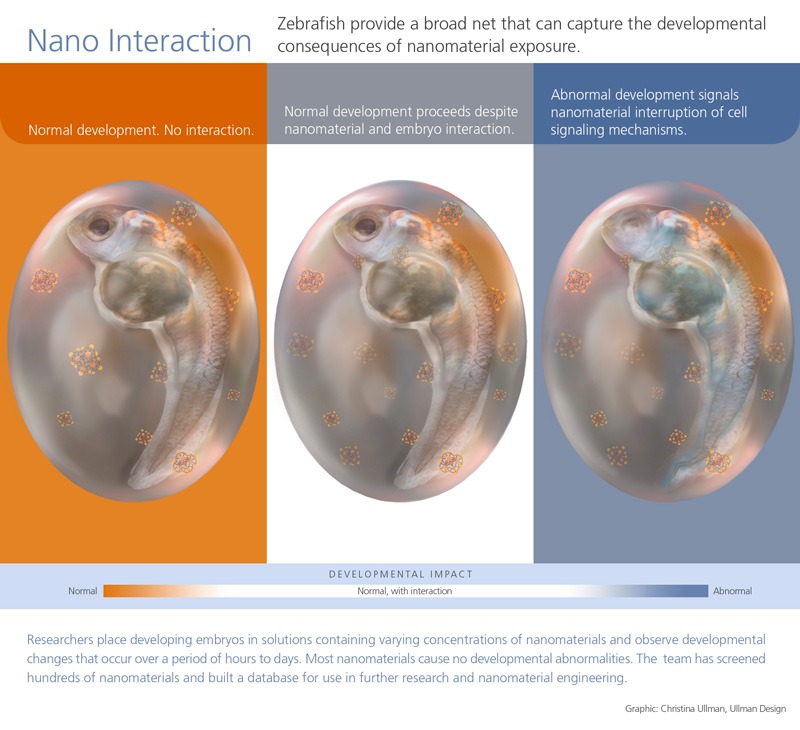 Nano Interaction
Zebrafish provide a broad net that can capture the developmental
consequences of nanomaterial exposure.
Normal development. No interaction.
Normal development proceeds despite
nanomaterial and embryo interaction.
Abnormal development signals
nanomaterial interruption of cell
signaling mechanisms.
DEVELOPMENTAL IMPACT
Normal
Normal, with interaction
Abnormal
Researchers place developing embryos in solutions containing varying concentrations of nanomaterials and observe developmental
changes that occur over a period of hours to days. Most nanomaterials cause no developmental abnormalities. The team has screened
hundreds of nanomaterials and built a database for use in further research and nanomaterial engineering.
Graphic: Christina Ullman, Ullman Design